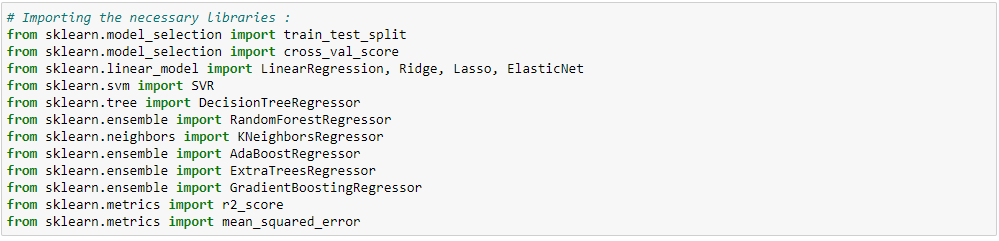 # Importing the necessary libraries :
from sklearn.model_selection import train_test_split
from sklearn.model_selection import cross_val_score
from sklearn.linear_model import LinearRegression, Ridge, Lasso, ElasticNet
from sklearn.svm import SVR
from sklearn.tree import DecisionTreeRegressor
from sklearn.ensemble import RandomForestRegressor
from sklearn.neighbors import KNeighborsRegressor
from sklearn.ensemble import AdaBoostRegressor
from sklearn.ensemble import ExtraTreesRegressor
from sklearn.ensemble import GradientBoostingRegressor
from sklearn.metrics import r2_score
from sklearn.metrics import mean_squared_error